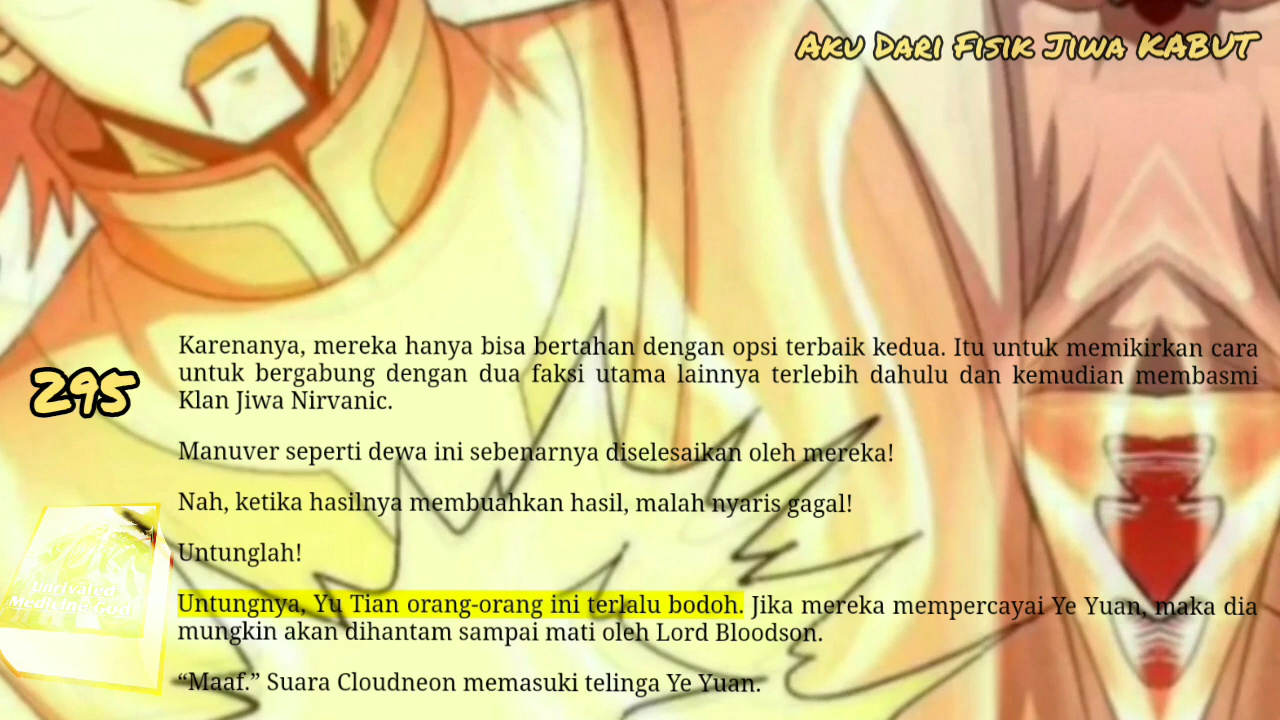 Aku Dari Fisik Jiwa KABUT
Karenanya, mereka hanya bisa bertahan dengan opsi terbaik kedua. Itu untuk memikirkan cara
untuk bergabung dengan dua faksi utama lainnya terlebih dahulu dan kemudian membasmi
Klan Jiwa Nirvanic.
295
Manuver seperti dewa ini sebenarnya diselesaikan oleh mereka!
Nah, ketika hasilnya membuahkan hasil, malah nyaris gagal!
Untunglah!
Unrivaled
Medicine God
Untungnya, Yu Tian orang-orang ini terlalu bodoh. Jika mereka mempercayai Ye Yuan, maka dia
mungkin akan dihantam sampai mati oleh Lord Bloodson.
“Maaf.” Suara Cloudneon memasuki telinga Ye Yuan.